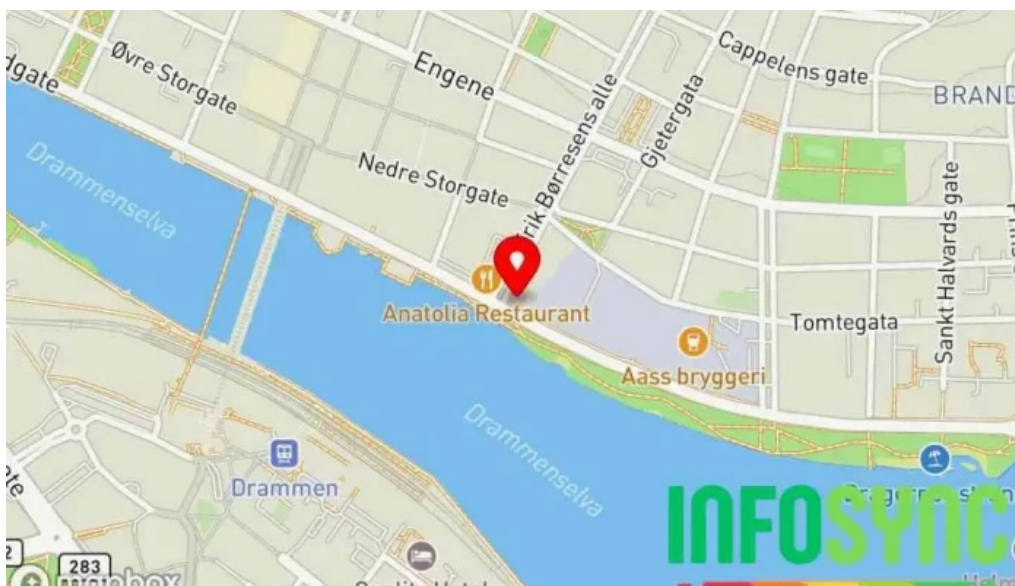 Øvre Storgate
Engene
Cappelens gate
dgate
BRAND
Gjetergata
Drammenselva
Nedre Storgate
rik Børresens alle
Sankt Halvards gate
Anatolia Restaurant
Tomtegata
Aass bryggeri
Drammenselva
Drammen
INFOSYNC
283
mapbox